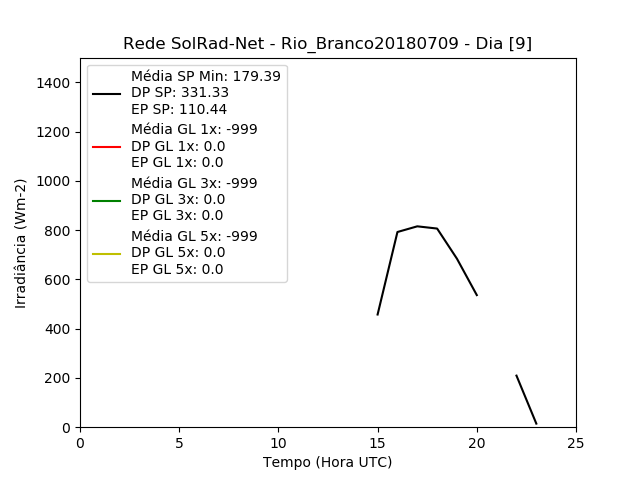 Rede SolRad-Net - Rio_Branco20180709 - Dia [9]
Média SP Min: 179.39
DP SP: 331.33
EP SP: 110.44
Média GL 1x: -999
DP GL 1x: 0.0
EP GL 1x: 0.0
Média GL 3x: -999
DP GL 3x: 0.0
EP GL 3x: 0.0
Média GL 5x: -999
DP GL 5x: 0.0
EP GL 5x: 0.0
Irradiância (Wm-2)
1400
1200
1000
800
600
400
200
0
0 5 10 15 20 25
Tempo (Hora UTC)